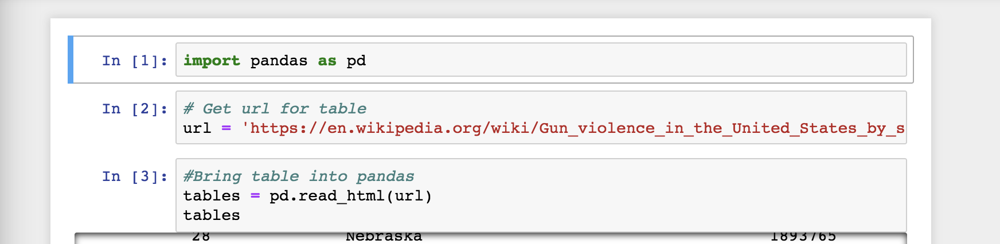 In [1]: import pandas as pd
In [2]: # Get url for table
url = 'https://en.wikipedia.org/wiki/Gun_violence_in_the_United_States_by_s
In [3]: #Bring table into pandas
tables = pd.read_html(url)
tables
28 Nebraska 1893765